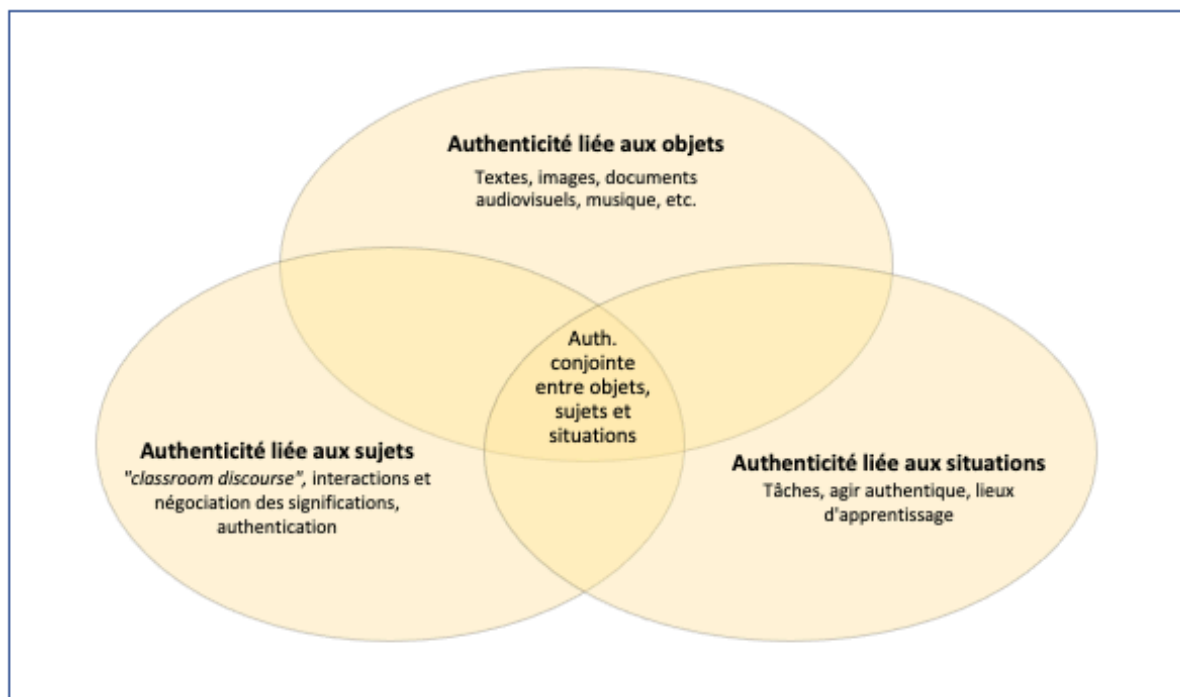 Authenticité liée aux objets
Textes, images, documents
audiovisuels, musique, etc.
Auth.
conjointe
entre objets,
sujets et
situations
Authenticité liée aux sujets
"classroom discourse", interactions et
négociation des significations,
authentication
Authenticité liée aux situations
Tâches, agir authentique, lieux
d'apprentissage